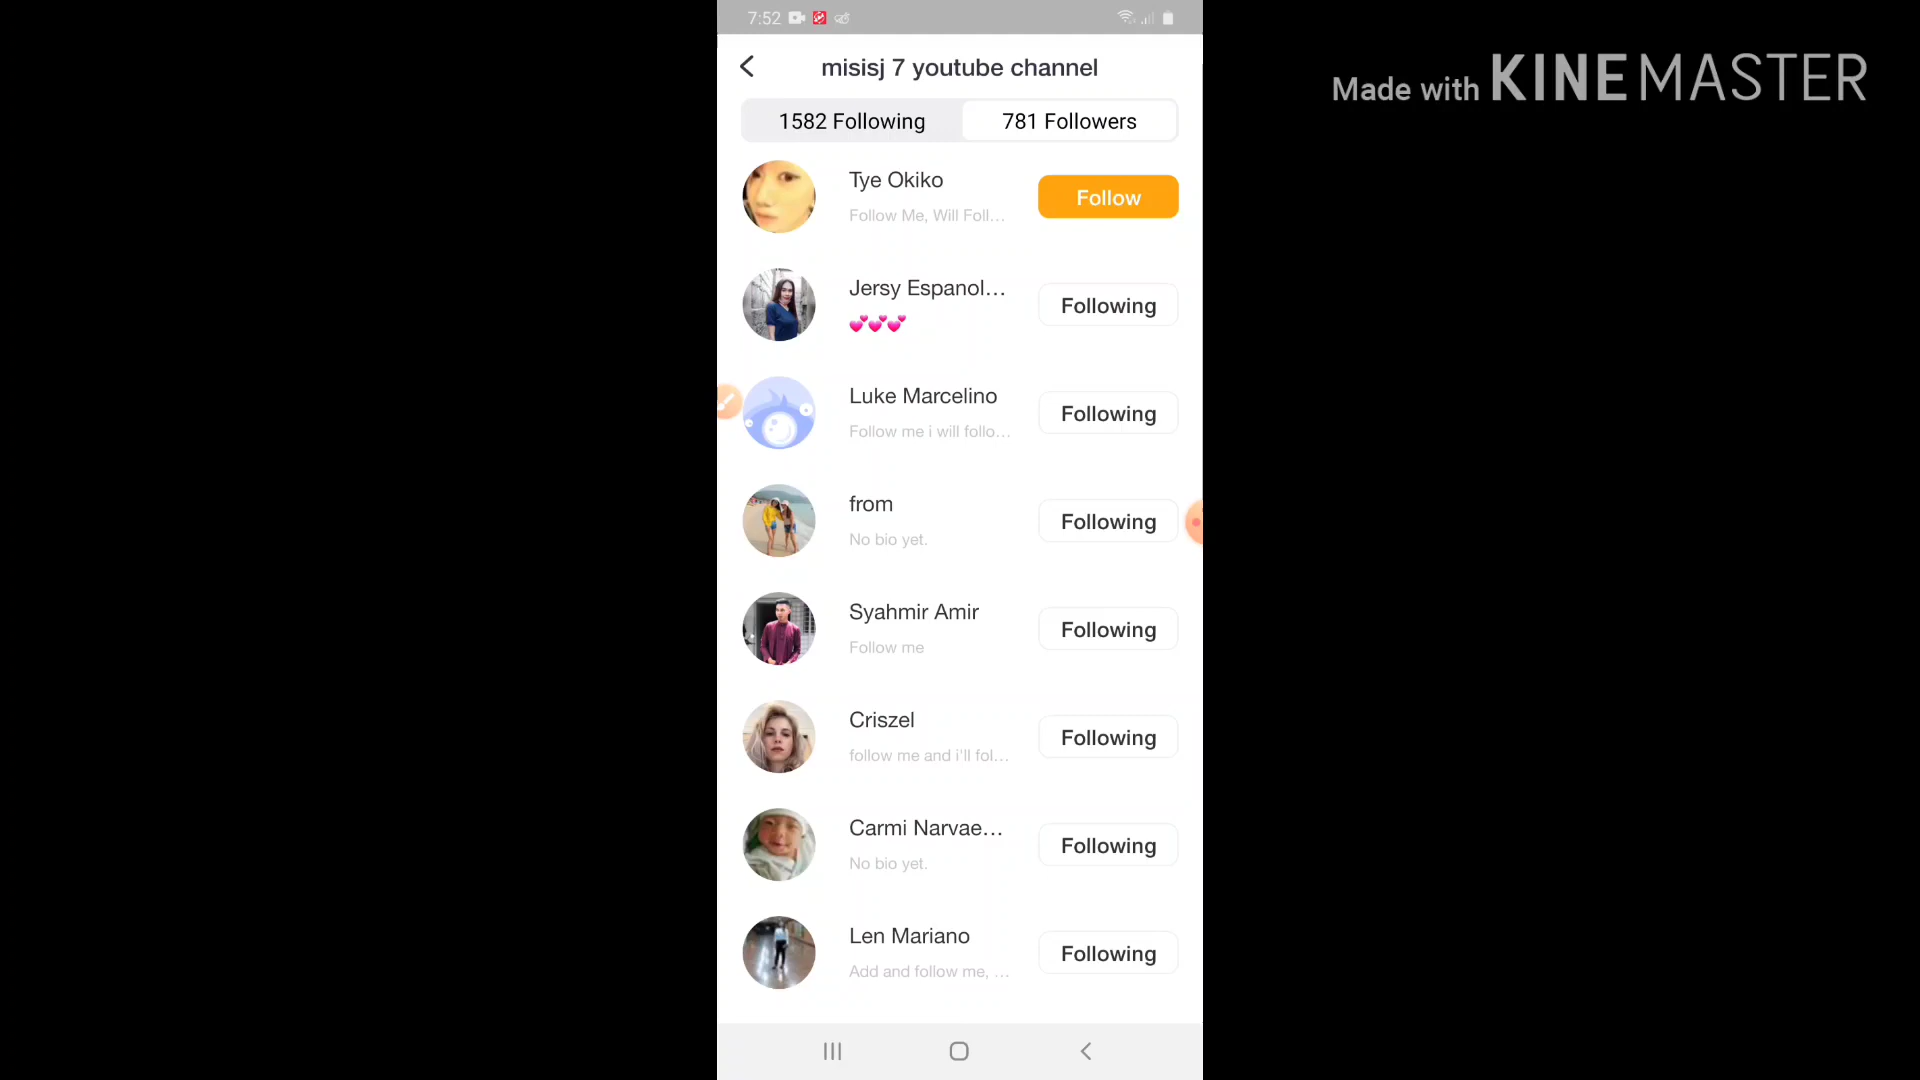 7:52
Made with KINEMASTER
misisj 7 youtube channel
1582 Following
781 Followers
Tye Okiko
Follow Me, Will Foll...
Follow
Jersy Espanol...
💕💕💕
Following
Luke Marcelino
Follow me i will follo...
Following
from
No bio yet.
Following
Syahmir Amir
Follow me
Following
Criszel
follow me and i'll fol...
Following
Carmi Narvae...
No bio yet.
Following
Len Mariano
Add and follow me, ...
Following